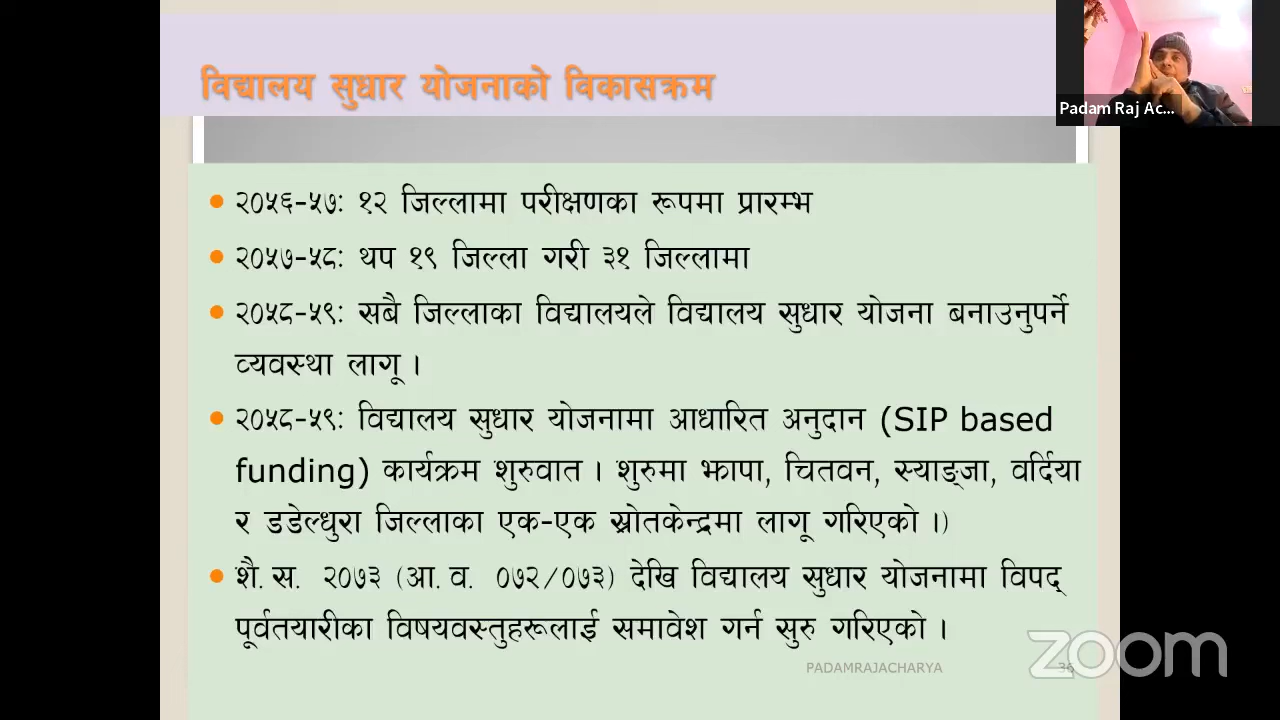 विद्यालय सुधार योजनाको विकासक्रम
Padam Raj Ac...
२०५६-५७: १२ जिल्लामा परीक्षणका रूपमा प्रारम्भ
२०५७-५८: थप १९ जिल्ला गरी ३१ जिल्लामा
२०५८-५९: सबै जिल्लाका विद्यालयले विद्यालय सुधार योजना बनाउनुपर्ने
व्यवस्था लागू ।
२०५८-५९: विद्यालय सुधार योजनामा आधारित अनुदान (SIP based
funding) कार्यक्रम शुरुवात । शुरुमा झापा, चितवन, स्याङ्जा, वर्दिया
र डडेल्धुरा जिल्लाका एक-एक स्रोतकेन्द्रमा लागू गरिएको ।)
शै. स. २०७३ (आ. व. ०७२/०७३) देखि विद्यालय सुधार योजनामा विपद्
पूर्वतयारीका विषयवस्तुहरूलाई समावेश गर्न सुरु गरिएको ।
PADAMRAJACHARYA
36
zoom